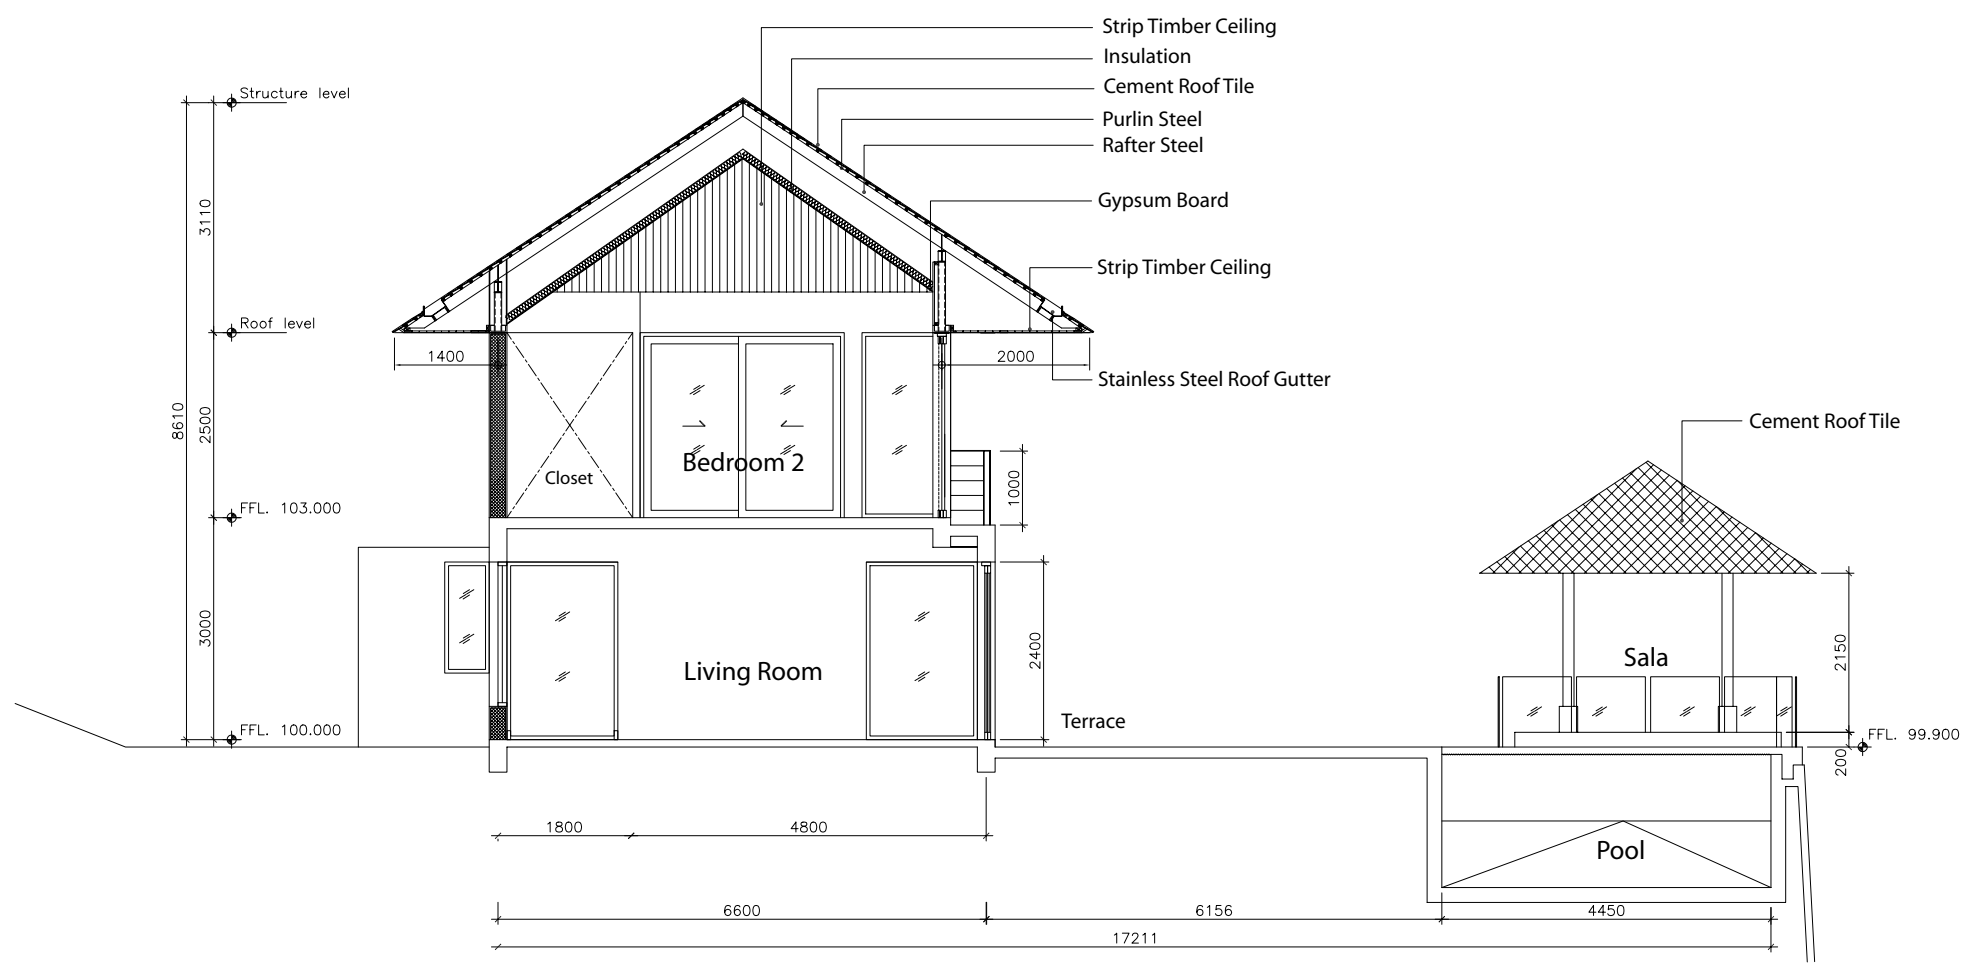 Strip Timber Ceiling
Insulation
Cement Roof Tile
Structure level
Purlin Steel
Rafter Steel
Gypsum Board
3110
Strip Timber Ceiling
Roof level
1400
2000
Stainless Steel Roof Gutter
8610
2500
Cement Roof Tile
Bedroom 2
Closet
1000
FFL. 103.000
3000
2400
2150
Living Room
Sala
Terrace
FFL. 100.000
FFL. 99.900
200
1800
4800
Pool
6600
6156
4450
17211